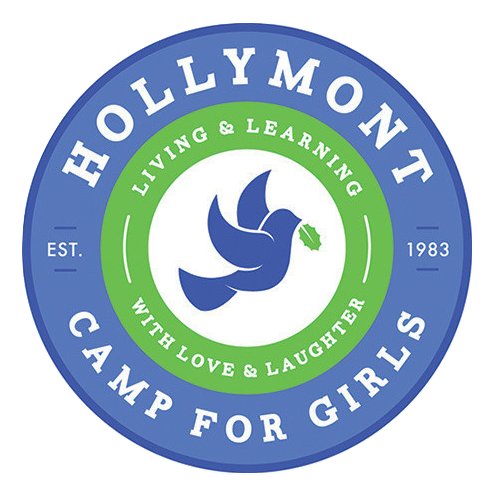 HOLLYMONT
LIVING & LEARNING
EST. 1983
WITH LOVE & LAUGHTER
CAMP FOR GIRLS